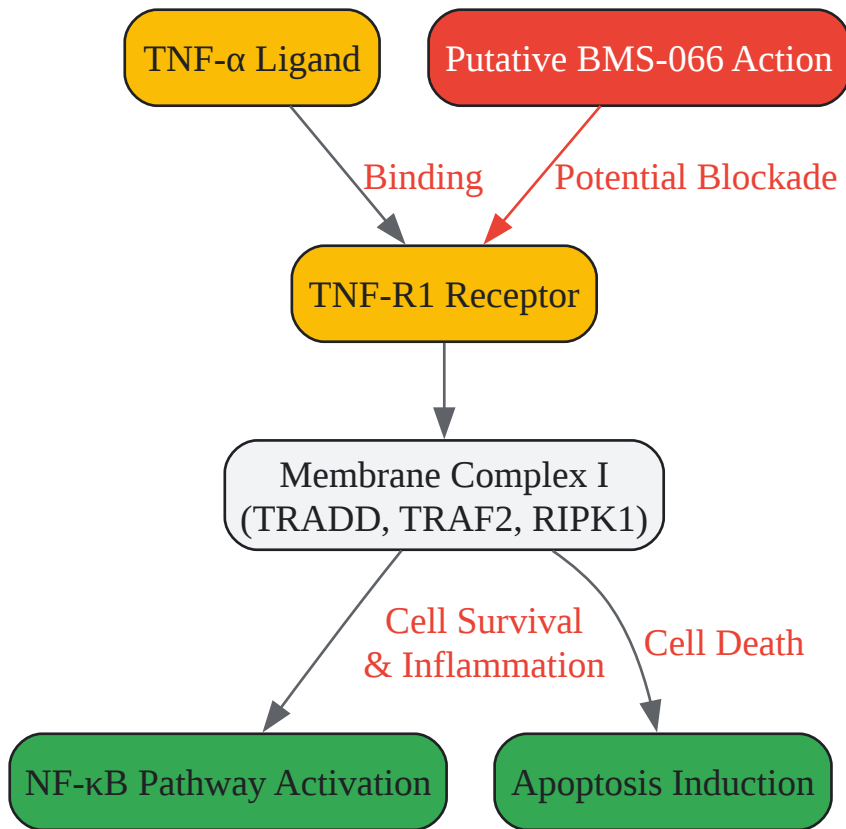 TNF-α Ligand
Putative BMS-066 Action
Binding
Potential Blockade
TNF-R1 Receptor
Membrane Complex I
(TRADD, TRAF2, RIPK1)
Cell Survival
& Inflammation
Cell Death
NF-κB Pathway Activation
Apoptosis Induction